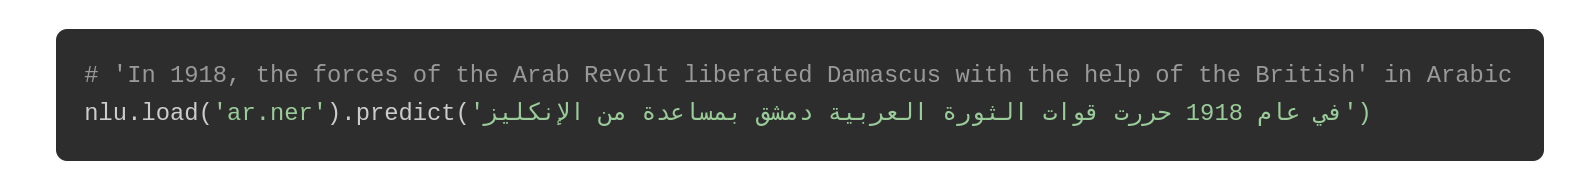 # 'In 1918, the forces of the Arab Revolt liberated Damascus with the help of the British' in Arabic
nlu.load('ar.ner').predict('في عام 1918 حررت قوات الثورة العربية دمشق بمساعدة من الإنكليز')